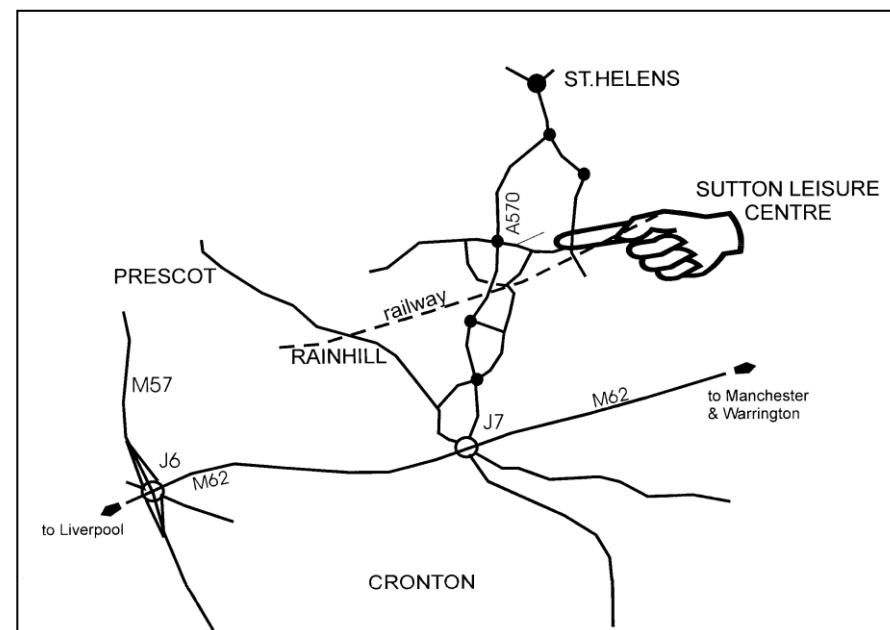 ST.HELENS
SUTTON LEISURE
CENTRE
A570
PRESCOT
railway
RAINHILL
M57
M62
to Manchester
& Warrington
J7
J6
M62
to Liverpool
CRONTON